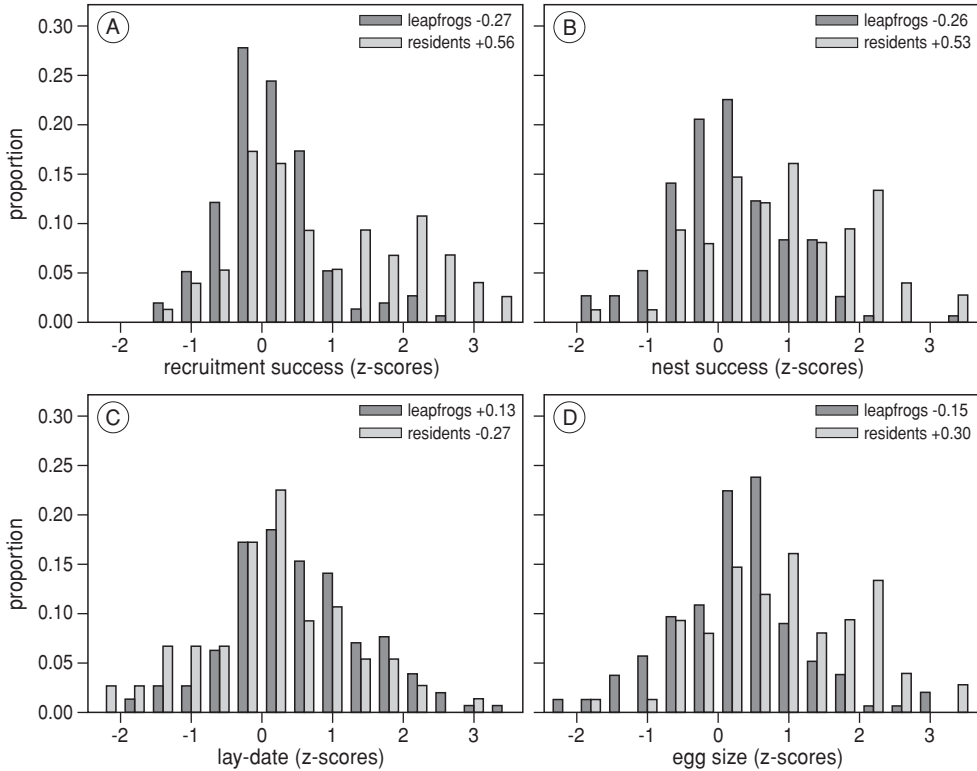 A
leapfrogs -0.27
residents +0.56
0.30
0.25
0.20
0.15
0.10
0.05
0.00
proportion
-2 -1 0 1 2 3
recruitment success (z-scores)
B
leapfrogs -0.26
residents +0.53
-2 -1 0 1 2 3
nest success (z-scores)
C
leapfrogs +0.13
residents -0.27
0.30
0.25
0.20
0.15
0.10
0.05
0.00
proportion
-2 -1 0 1 2 3
lay-date (z-scores)
D
leapfrogs -0.15
residents +0.30
-2 -1 0 1 2 3
egg size (z-scores)